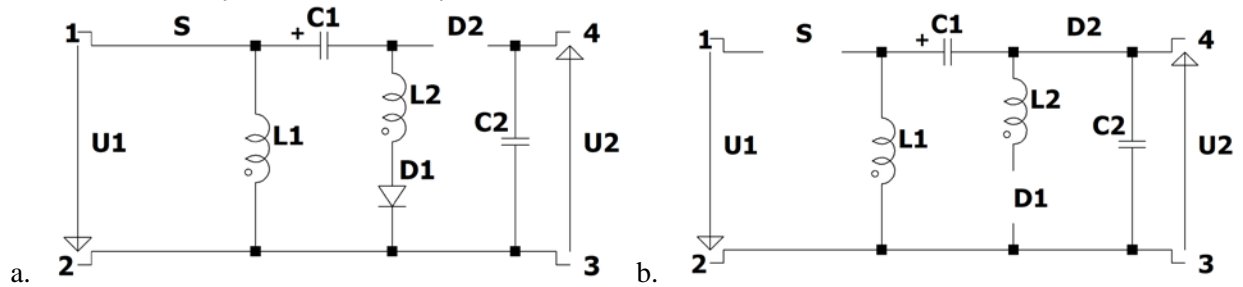 1 S + C1 D2 4
L2
U1 L1 C2 U2
D1
a. 2 3
1 S + C1 D2 4
L2
U1 L1 C2 U2
D1
b. 2 3